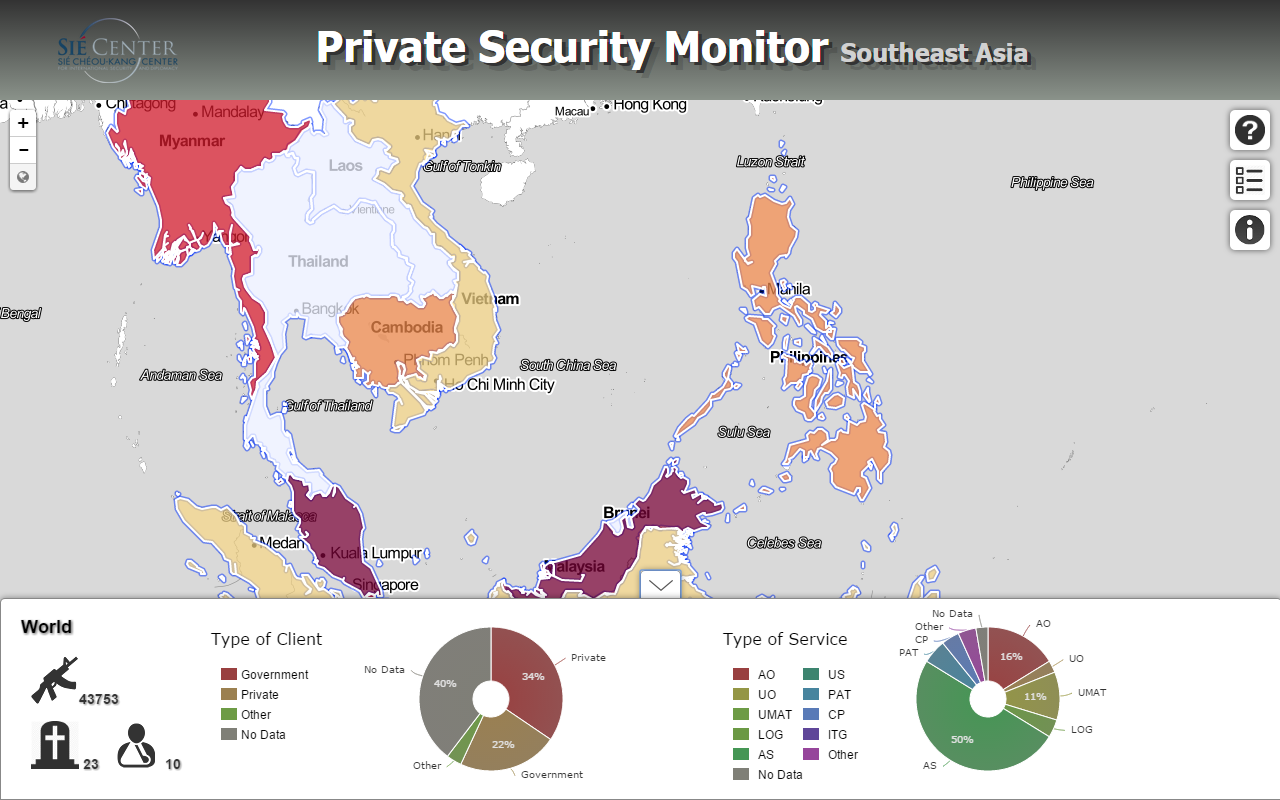 SIÉ CENTER
SIÉ CHÉOU-KANG CENTER
Private Security Monitor Southeast Asia
+
−
Mandalay
Myanmar
Macau
Hong Kong
Laos
Gulf of Tonkin
Vientiane
Luzon Strait
Philippine Sea
Thailand
Bangkok
Vietnam
Manila
Bengal
Cambodia
Phnom Penh
Philippines
South China Sea
Andaman Sea
Ho Chi Minh City
Gulf of Thailand
Sulu Sea
Strait of Malacca
Brunei
Medan
Kuala Lumpur
Celebes Sea
Malaysia
Singapore
World
43753
23
10
Type of Client
Government
Private
Other
No Data
No Data
40%
34%
Private
22%
Other
Government
Type of Service
AO
UO
UMAT
LOG
AS
No Data
US
PAT
CP
ITG
Other
No Data
Other
CP
PAT
AO
16%
UO
11%
UMAT
LOG
50%
AS